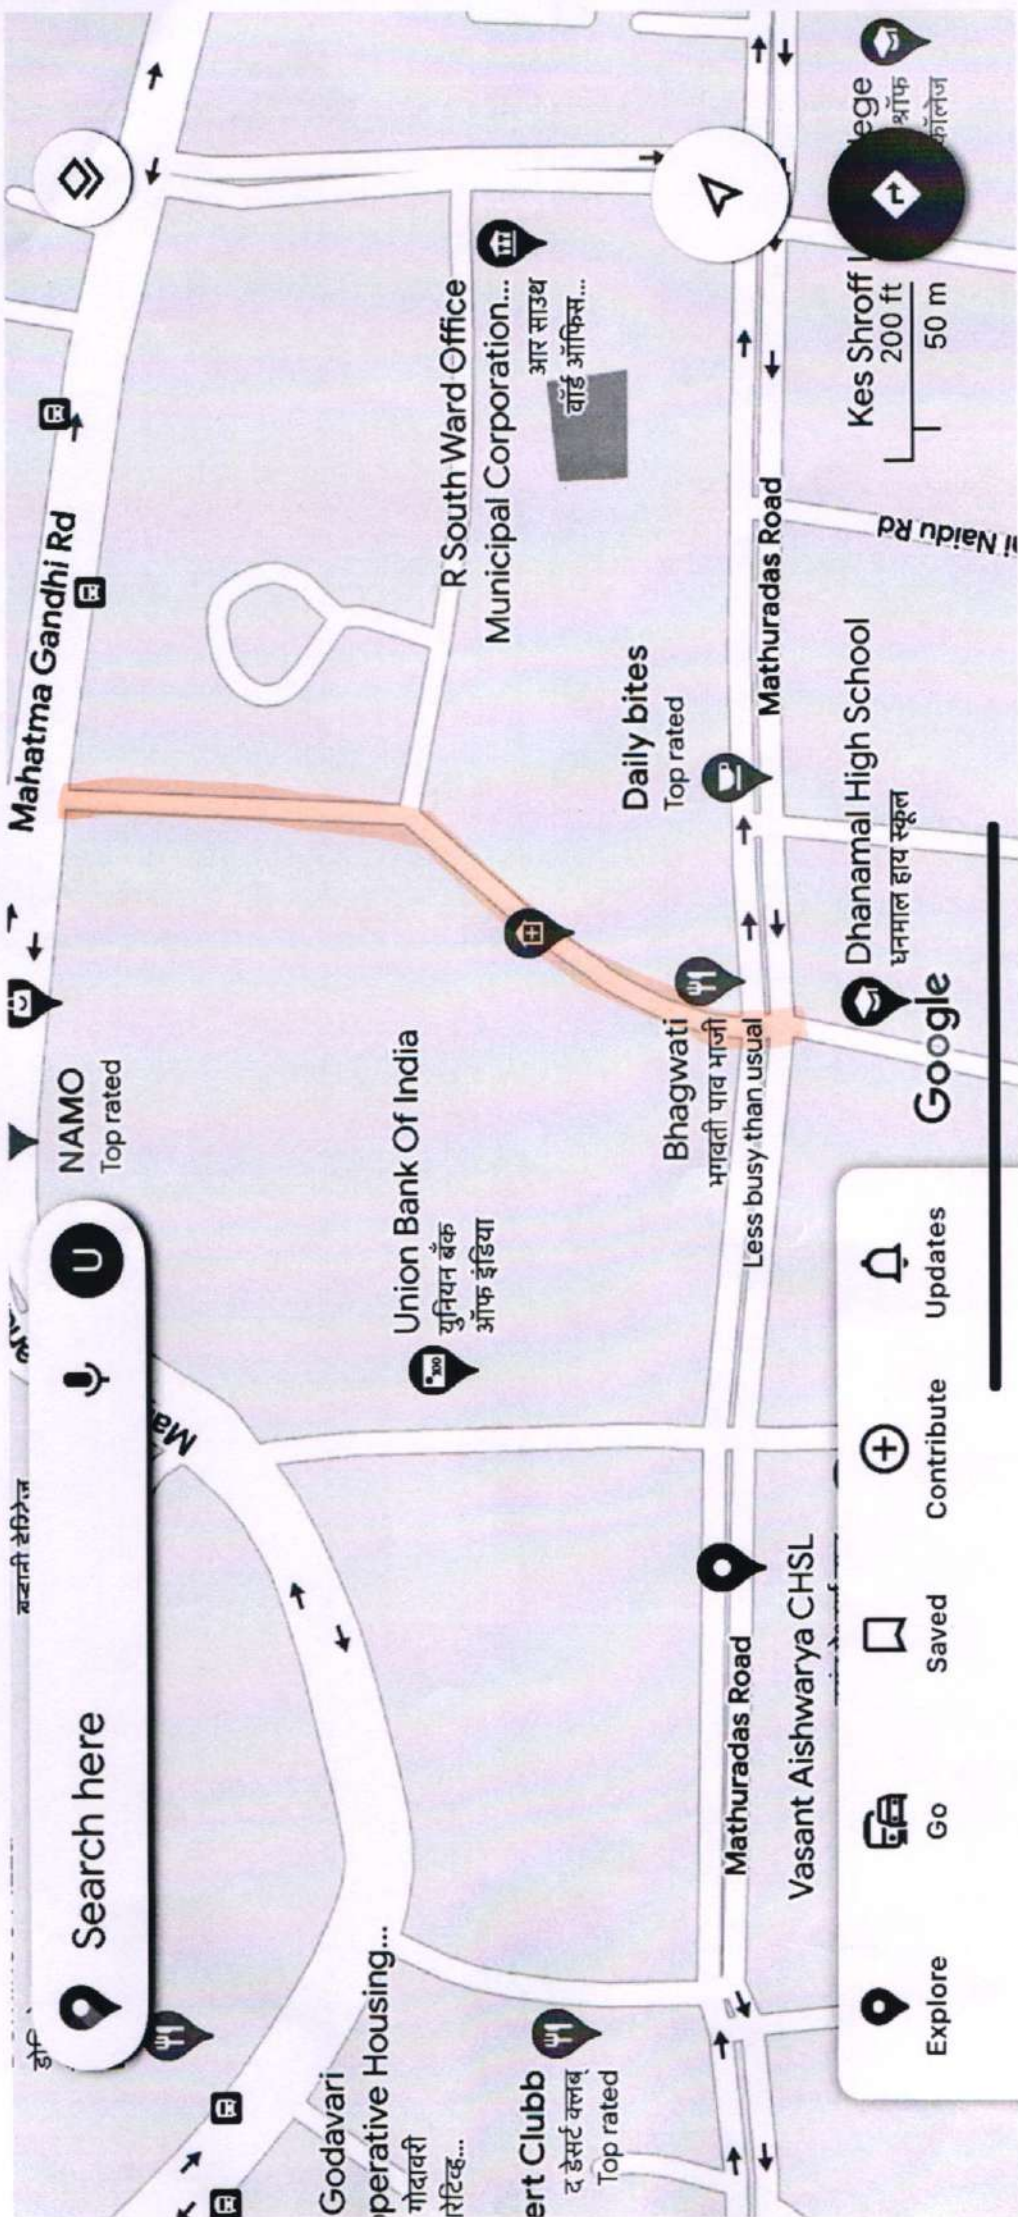 Search here
U
Mahatma Gandhi Rd
NAMO
Top rated
R South Ward Office
Municipal Corporation...
आर साउथ
वॉर्ड ऑफिस...
Union Bank Of India
युनियन बँक
ऑफ इंडिया
Daily bites
Top rated
Bhagwati
भगवती पाव भाजी
Less busy than usual
Mathuradas Road
Mathuradas Road
Vasant Aishwarya CHSL
Dhanamal High School
धनमाल हाय स्कूल
Kes Shroff
श्रॉफ
कॉलेज
Naidu Rd
200 ft
50 m
Godavari
गोदावरी
Housing...
द डेसर्ट क्लब
Top rated
Clubb
Google
Explore
Go
Saved
Contribute
Updates